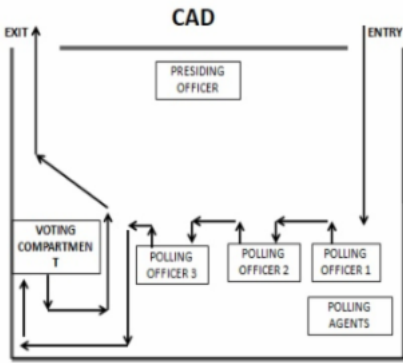 CAD
EXIT
ENTRY
PRESIDING
OFFICER
VOTING
COMPARTMEN
T
POLLING
OFFICER 3
POLLING
OFFICER 2
POLLING
OFFICER 1
POLLING
AGENTS